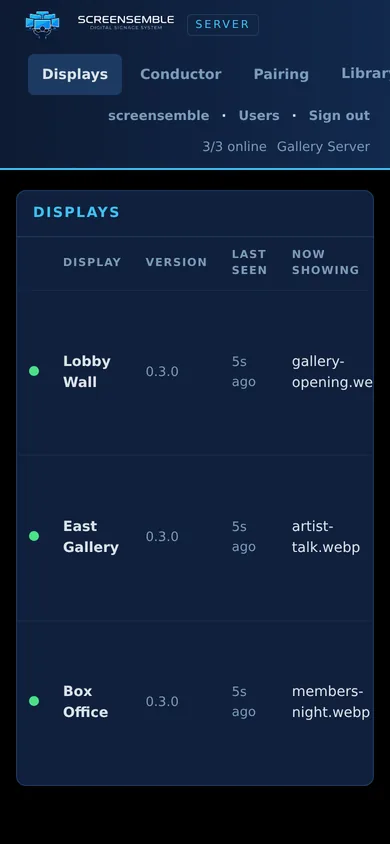 SCREENSEMBLE
DIGITAL SIGNAGE SYSTEM
SERVER
Displays
Conductor
Pairing
Library
screensemble · Users · Sign out
3/3 online Gallery Server
DISPLAYS
DISPLAY VERSION LAST SEEN NOW SHOWING
Lobby Wall 0.3.0 5s ago gallery-opening.we
East Gallery 0.3.0 5s ago artist-talk.webp
Box Office 0.3.0 5s ago members-night.webp